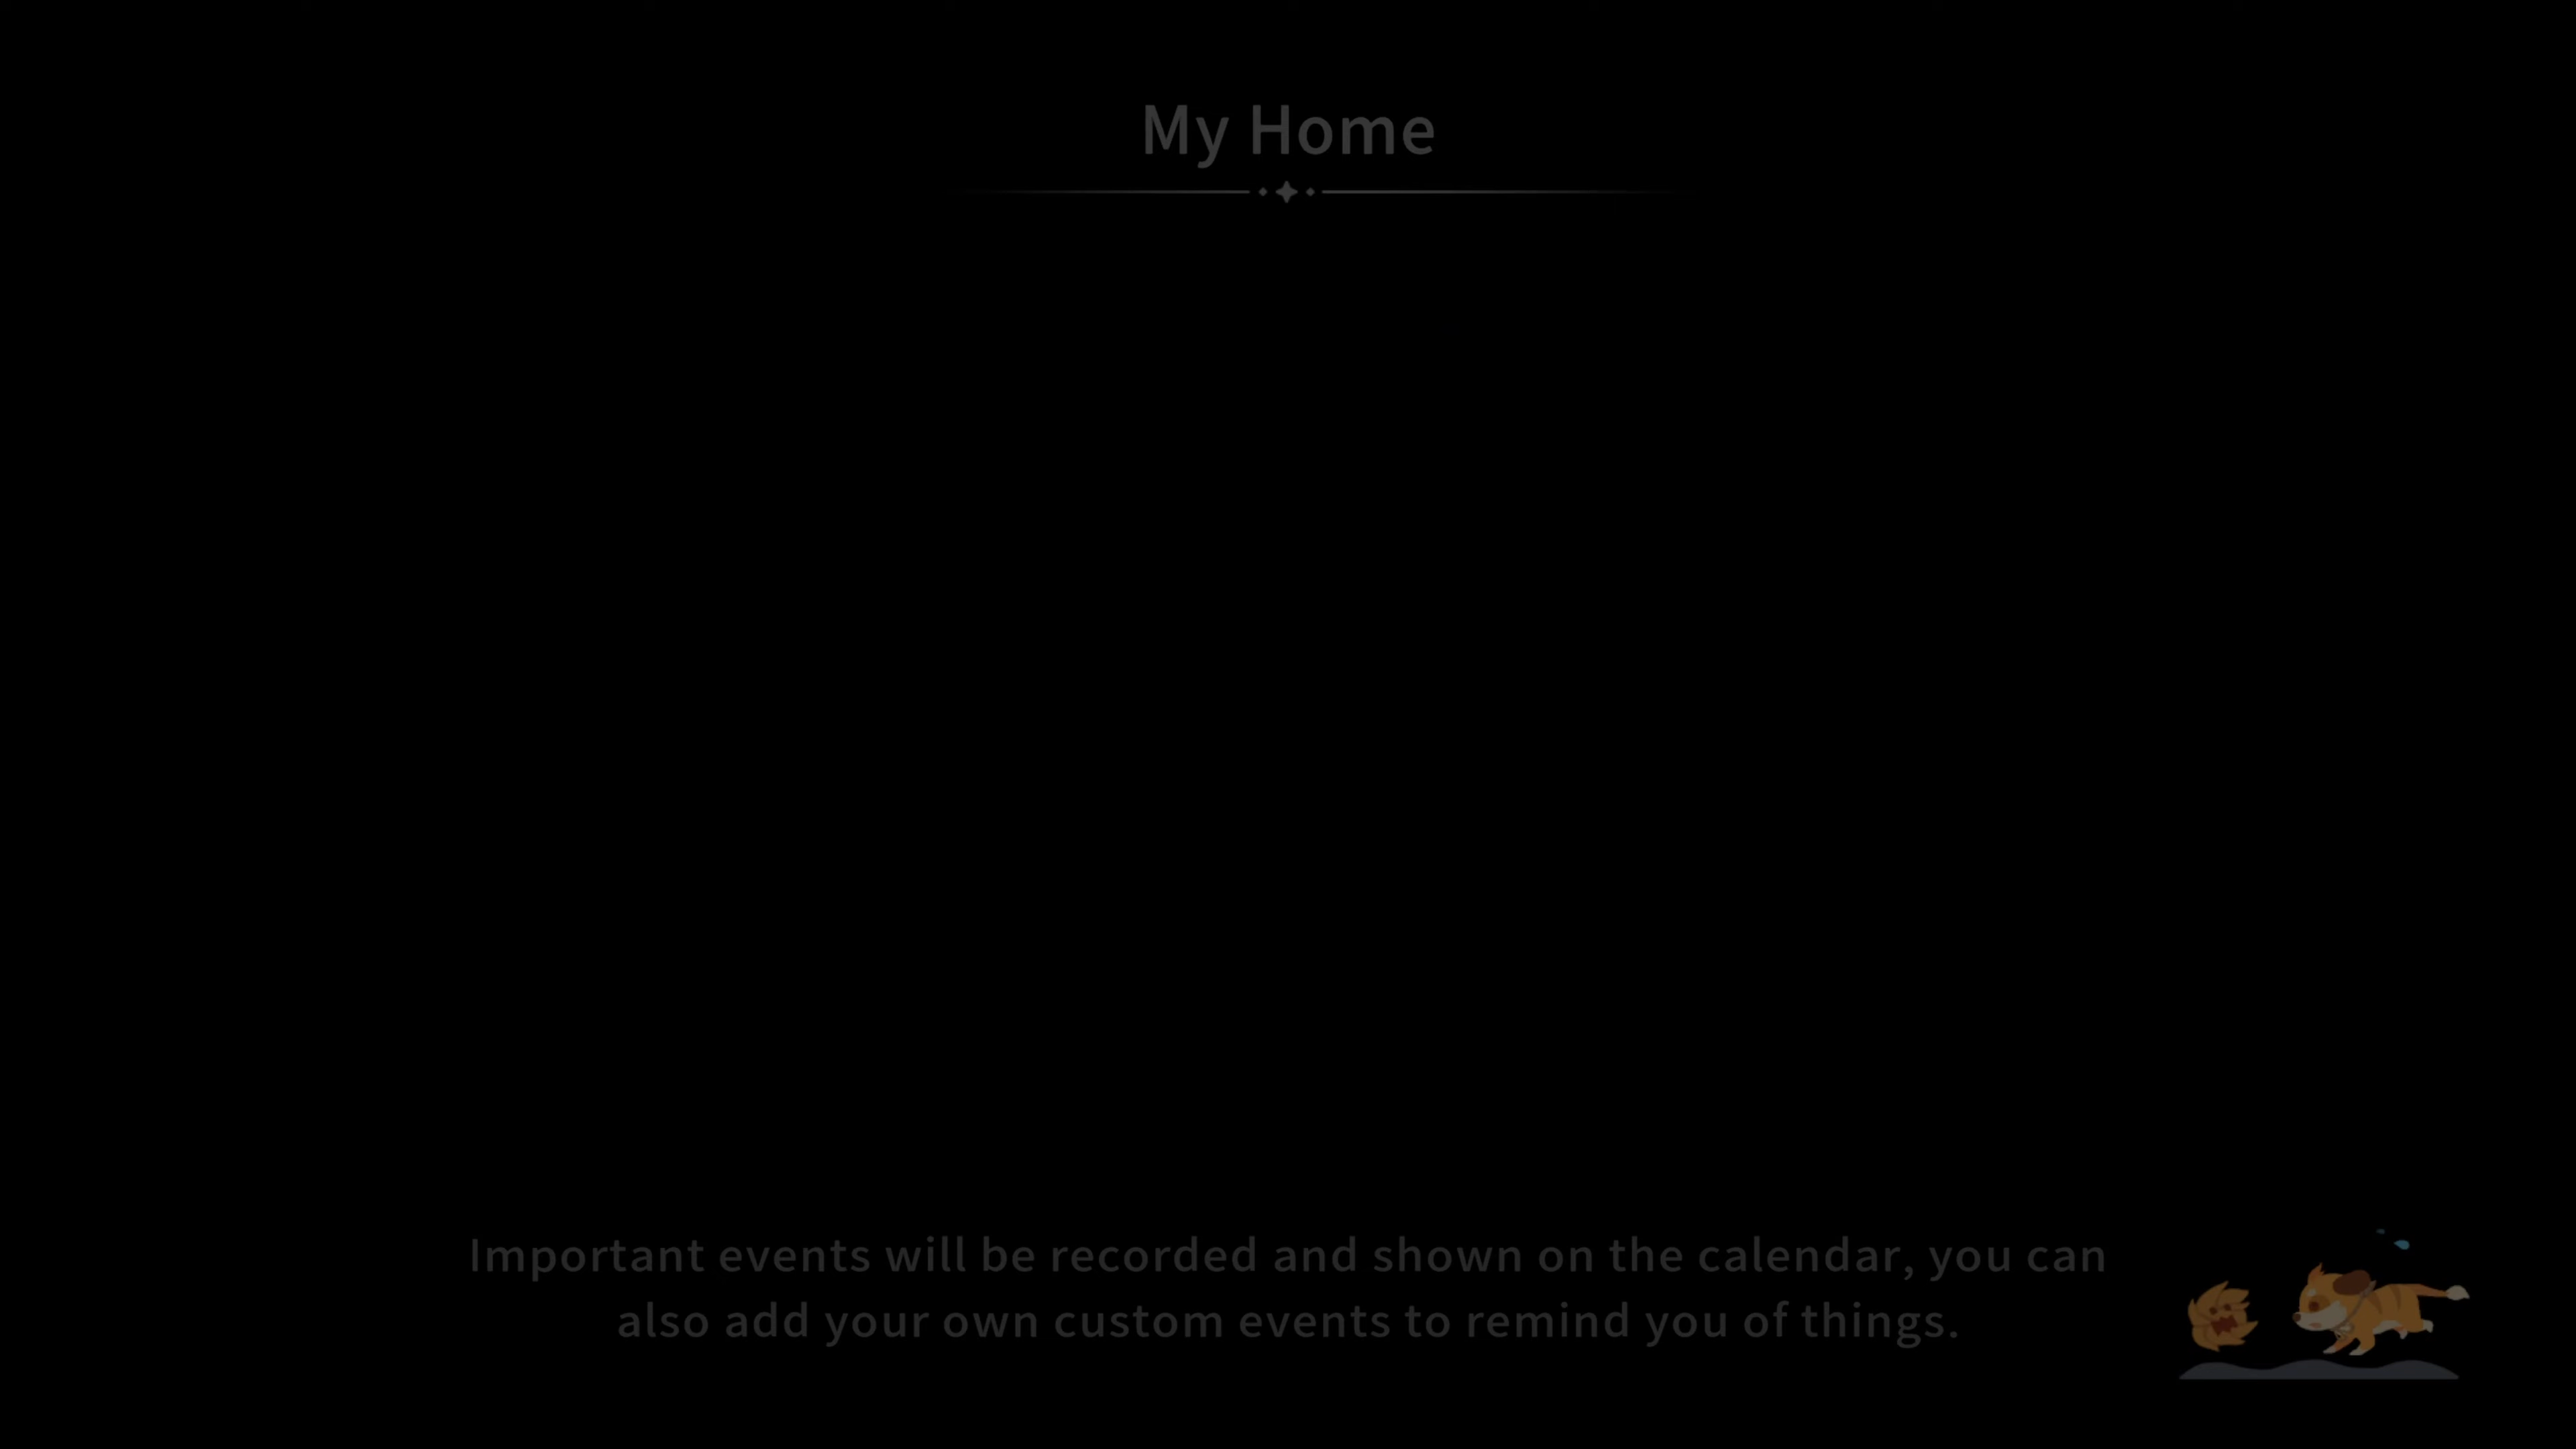 My Home
Important events will be recorded and shown on the calendar, you can
also add your own custom events to remind you of things.